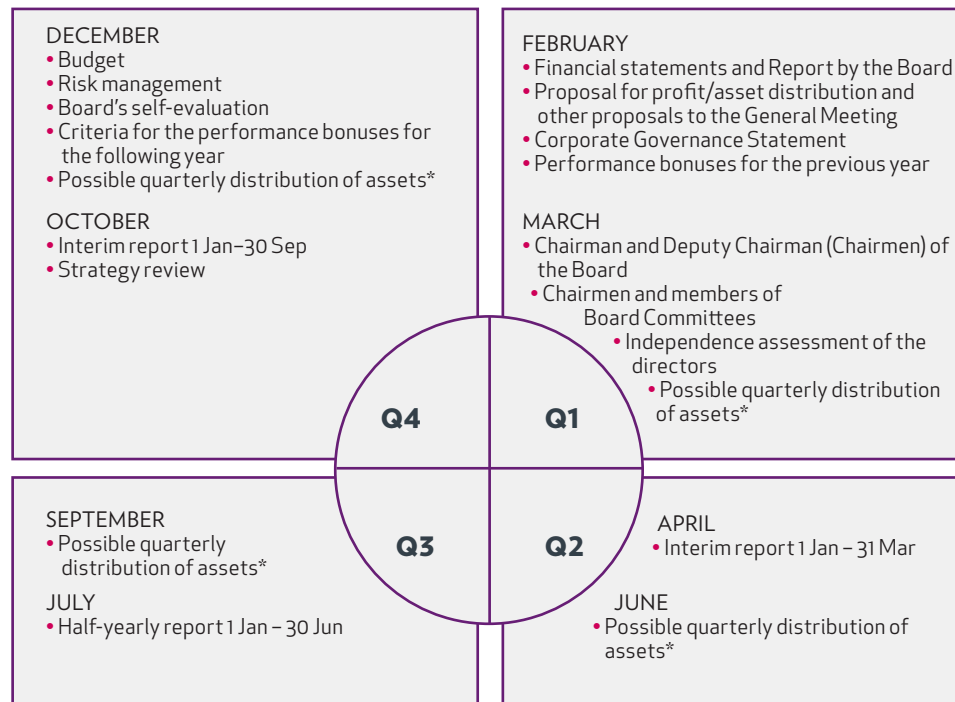 DECEMBER
• Budget
• Risk management
• Board's self-evaluation
• Criteria for the performance bonuses for
the following year
• Possible quarterly distribution of assets*
OCTOBER
• Interim report 1 Jan–30 Sep
• Strategy review
FEBRUARY
• Financial statements and Report by the Board
• Proposal for profit/asset distribution and
other proposals to the General Meeting
• Corporate Governance Statement
• Performance bonuses for the previous year
MARCH
• Chairman and Deputy Chairman (Chairmen) of
the Board
• Chairmen and members of
Board Committees
• Independence assessment of the
directors
• Possible quarterly distribution
of assets*
Q4
Q1
Q3
Q2
SEPTEMBER
• Possible quarterly
distribution of assets*
JULY
• Half-yearly report 1 Jan – 30 Jun
APRIL
• Interim report 1 Jan – 31 Mar
JUNE
• Possible quarterly distribution of
assets*